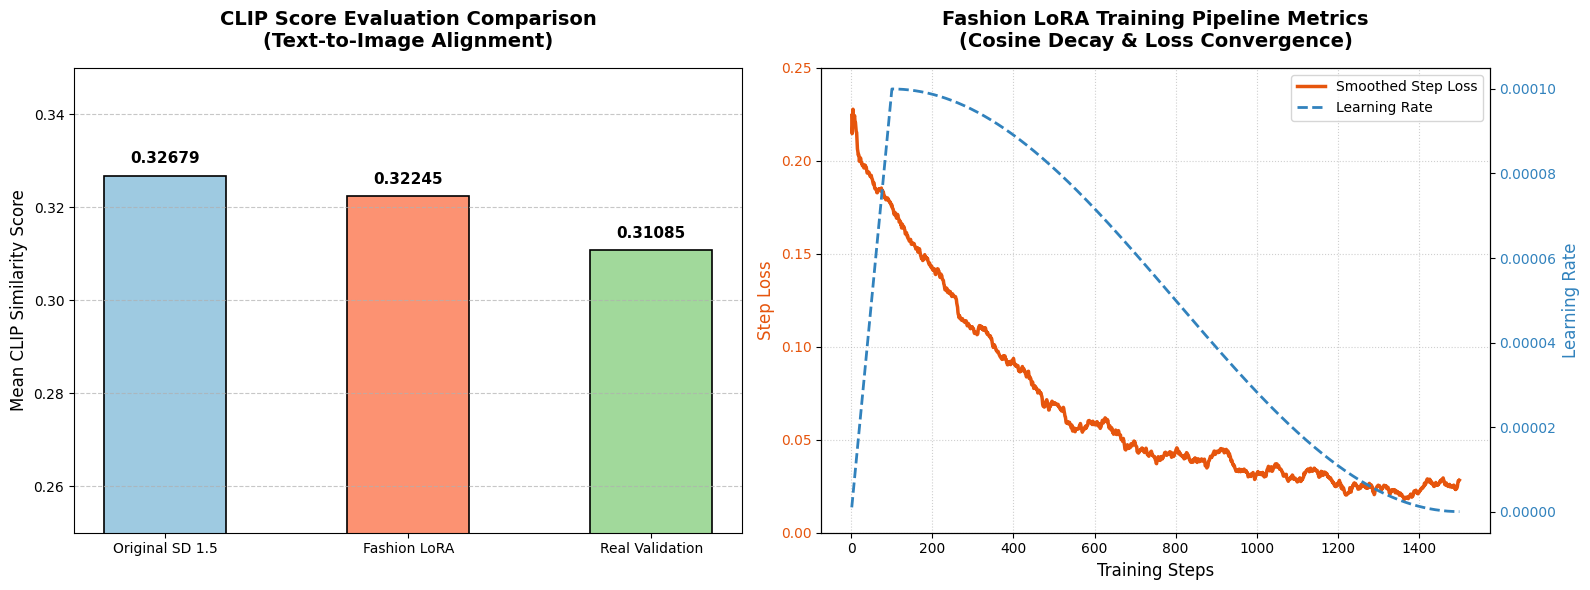 CLIP Score Evaluation Comparison
(Text-to-Image Alignment)
Mean CLIP Similarity Score
0.34
0.32
0.30
0.28
0.26
0.32679
0.32245
0.31085
Original SD 1.5
Fashion LoRA
Real Validation
Fashion LoRA Training Pipeline Metrics
(Cosine Decay & Loss Convergence)
Step Loss
0.25
0.20
0.15
0.10
0.05
0.00
Smoothed Step Loss
Learning Rate
0.00010
0.00008
0.00006
0.00004
0.00002
0.00000
Learning Rate
0
200
400
600
800
1000
1200
1400
Training Steps